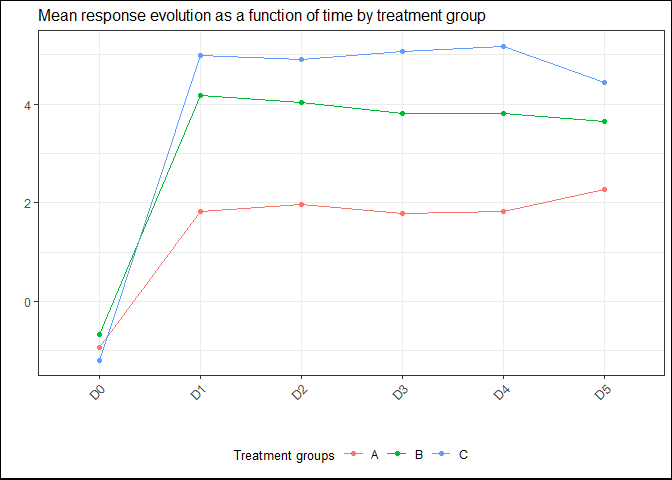 Mean response evolution as a function of time by treatment group
4
2
0
D0 D1 D2 D3 D4 D5
Treatment groups A B C